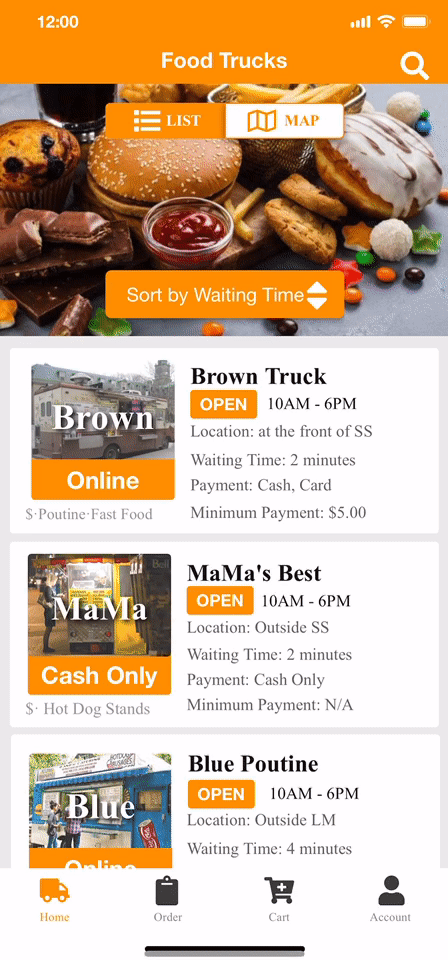 12:00
Food Trucks
LIST
MAP
Sort by Waiting Time
Brown
Online
$·Poutine·Fast Food
Brown Truck
OPEN 10AM - 6PM
Location: at the front of SS
Waiting Time: 2 minutes
Payment: Cash, Card
Minimum Payment: $5.00
MaMa
Cash Only
$· Hot Dog Stands
MaMa's Best
OPEN 10AM - 6PM
Location: Outside SS
Waiting Time: 2 minutes
Payment: Cash Only
Minimum Payment: N/A
Blue
Online
Blue Poutine
OPEN 10AM - 6PM
Location: Outside LM
Waiting Time: 4 minutes
Home
Order
Cart
Account